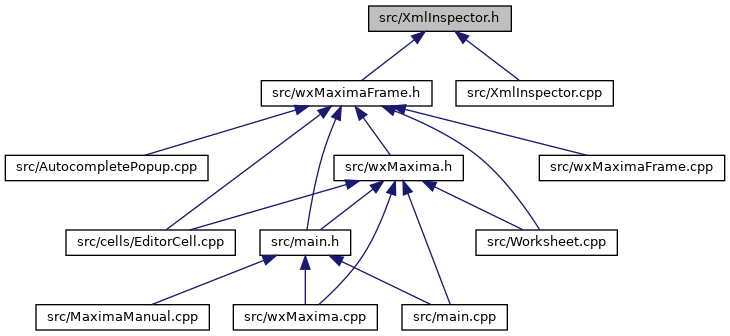 src/XmlInspector.h
src/wxMaximaFrame.h
src/XmlInspector.cpp
src/AutocompletePopup.cpp
src/wxMaxima.h
src/wxMaximaFrame.cpp
src/cells/EditorCell.cpp
src/main.h
src/Worksheet.cpp
src/MaximaManual.cpp
src/wxMaxima.cpp
src/main.cpp